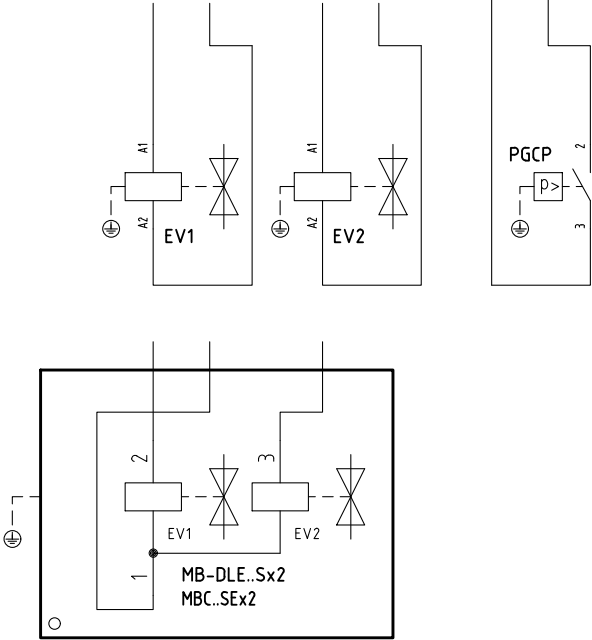 A1
A2
EV1
A1
A2
EV2
PGCP
2
p>
3
2
3
EV1
EV2
1
MB-DLE..Sx2
MBC..SEx2